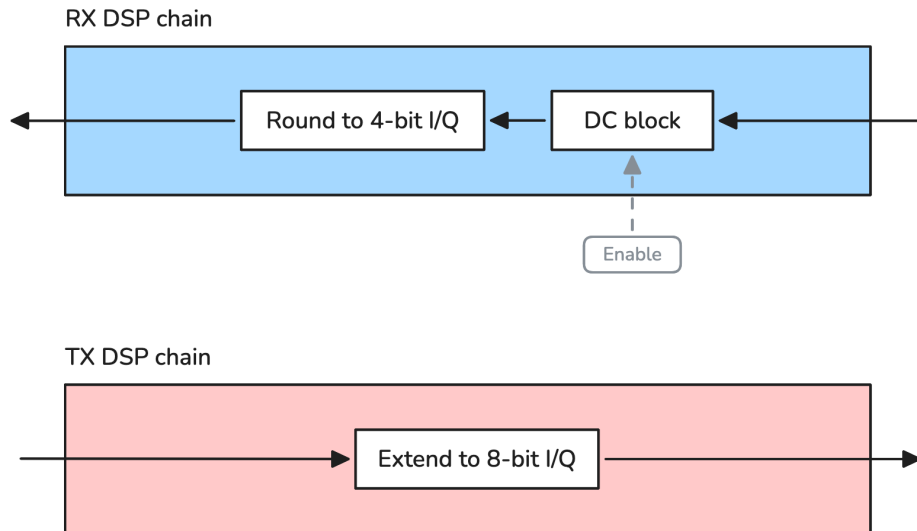 RX DSP chain
Round to 4-bit I/Q
DC block
Enable
TX DSP chain
Extend to 8-bit I/Q